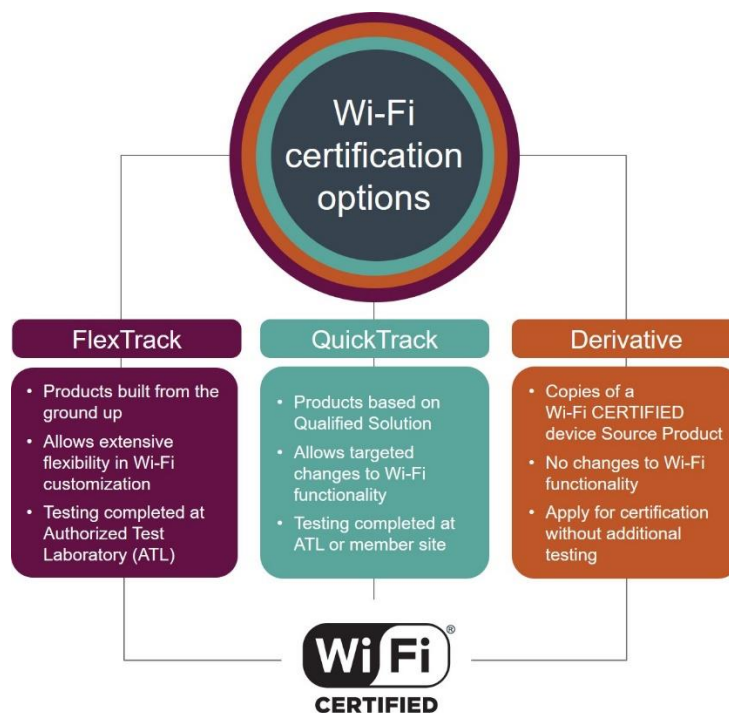 Wi-Fi
certification
options
FlexTrack
• Products built from the
ground up
• Allows extensive
flexibility in Wi-Fi
customization
• Testing completed at
Authorized Test
Laboratory (ATL)
QuickTrack
• Products based on
Qualified Solution
• Allows targeted
changes to Wi-Fi
functionality
• Testing completed at
ATL or member site
Derivative
• Copies of a
Wi-Fi CERTIFIED
device Source Product
• No changes to Wi-Fi
functionality
• Apply for certification
without additional
testing
Wi Fi ®
CERTIFIED